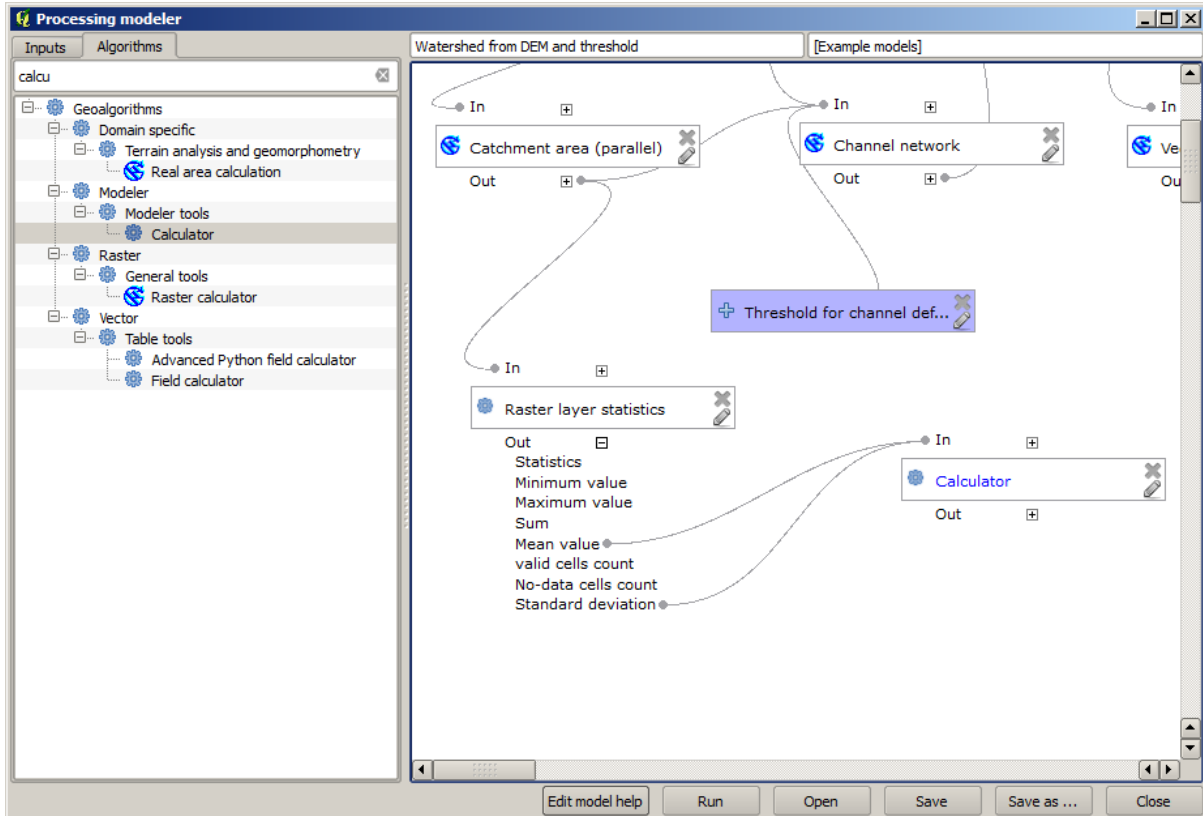 Processing modeler
Inputs
Algorithms
calcu
Geoalgorithms
Domain specific
Terrain analysis and geomorphometry
Real area calculation
Modeler
Modeler tools
Calculator
Raster
General tools
Raster calculator
Vector
Table tools
Advanced Python field calculator
Field calculator
Watershed from DEM and threshold
[Example models]
In
Catchment area (parallel)
Out
In
Channel network
Out
In
Ve
Ou
Threshold for channel def...
In
Raster layer statistics
Out
Statistics
Minimum value
Maximum value
Sum
Mean value
valid cells count
No-data cells count
Standard deviation
In
Calculator
Out
Edit model help
Run
Open
Save
Save as ...
Close